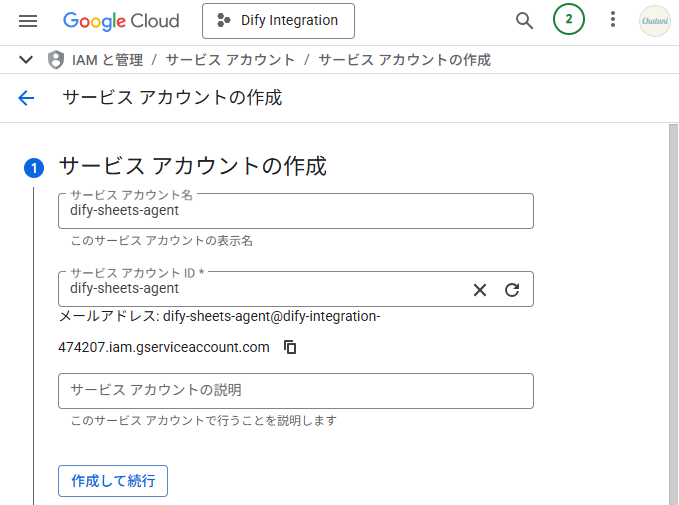 Google Cloud
Dify Integration
2
Chatani
IAM と管理 / サービス アカウント / サービス アカウントの作成
サービス アカウントの作成
1
サービス アカウントの作成
サービス アカウント名
dify-sheets-agent
このサービス アカウントの表示名
サービス アカウント ID *
dify-sheets-agent
メールアドレス: dify-sheets-agent@dify-integration-
474207.iam.gserviceaccount.com
サービス アカウントの説明
このサービス アカウントで行うことを説明します
作成して続行